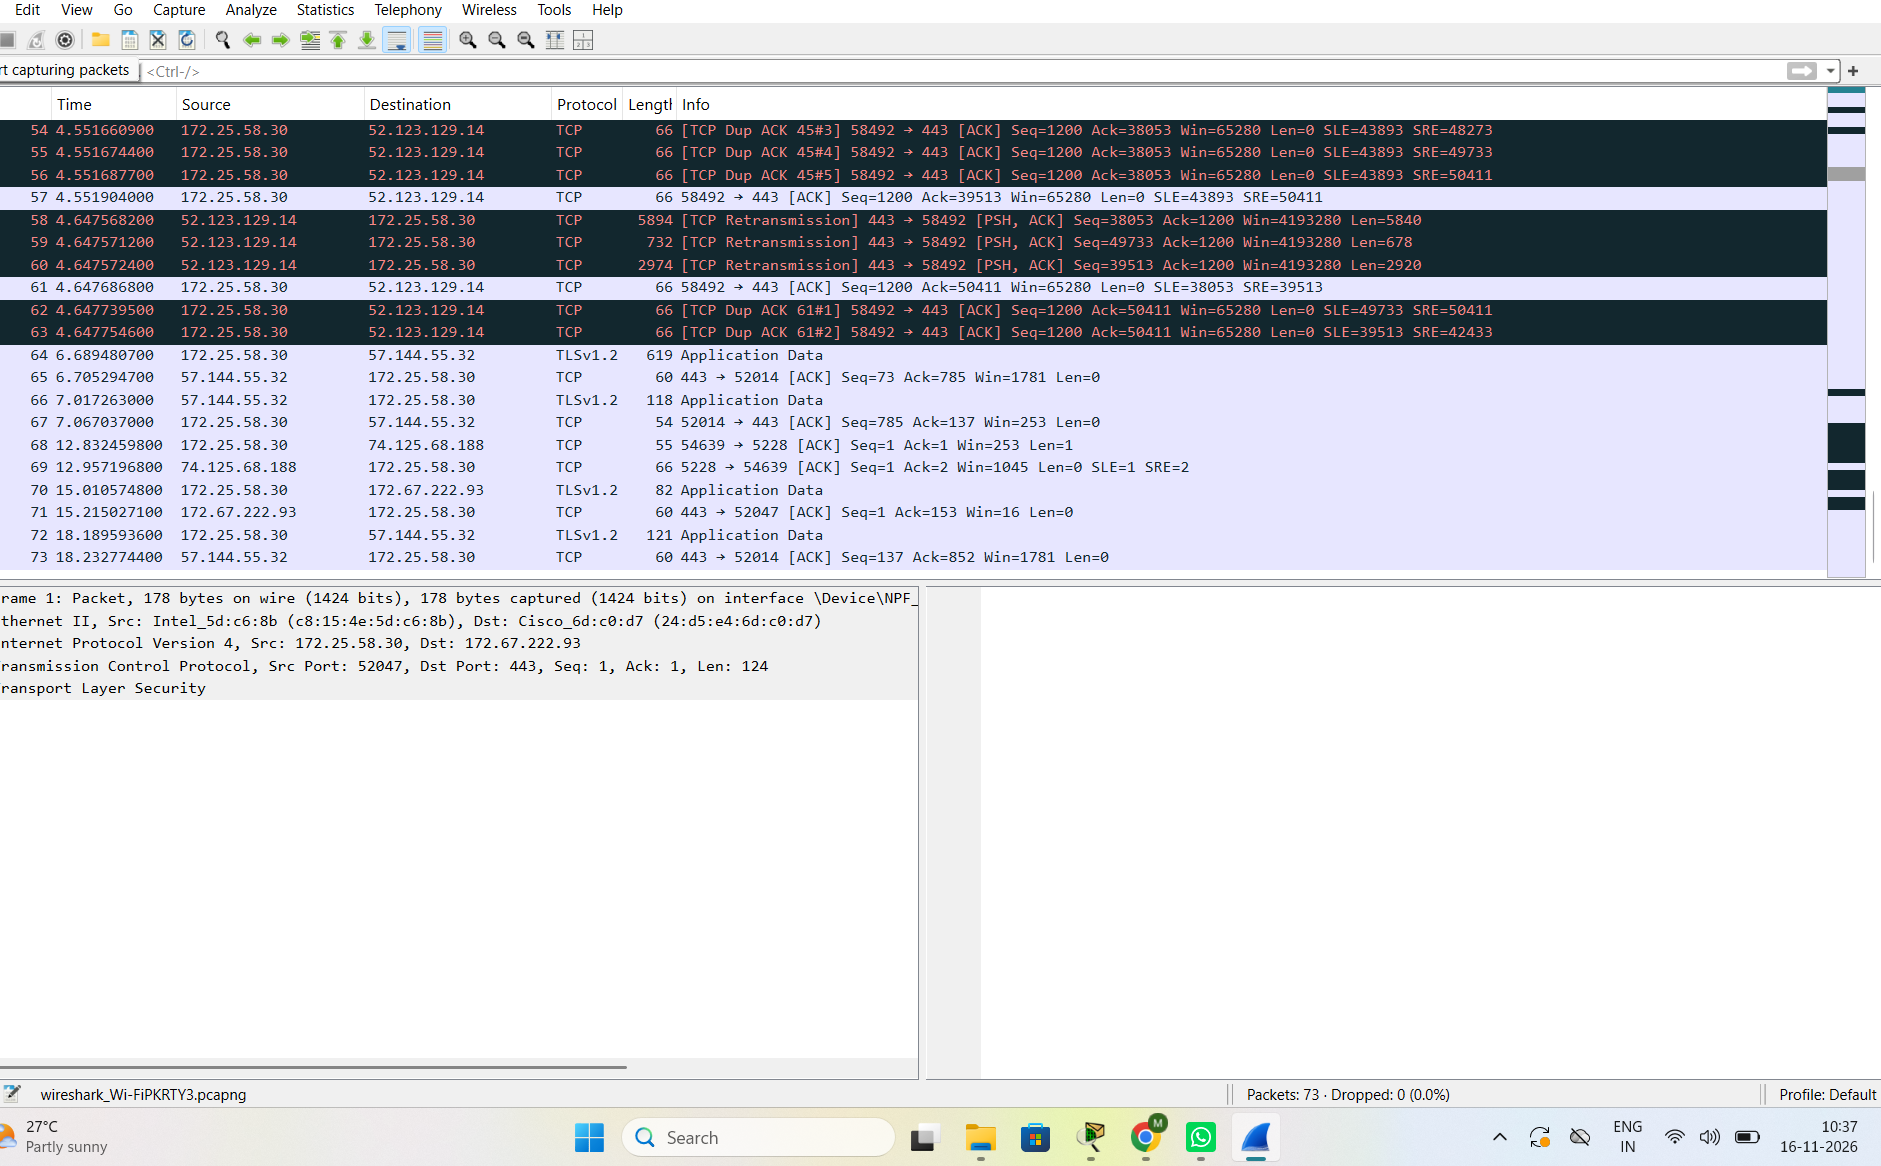 Edit View Go Capture Analyze Statistics Telephony Wireless Tools Help
rt capturing packets <Ctrl-/>
Time Source Destination Protocol Length Info
54 4.551660900 172.25.58.30 52.123.129.14 TCP 66 [TCP Dup ACK 45#3] 58492 → 443 [ACK] Seq=1200 Ack=38053 Win=65280 Len=0 SLE=43893 SRE=48273
55 4.551674400 172.25.58.30 52.123.129.14 TCP 66 [TCP Dup ACK 45#4] 58492 → 443 [ACK] Seq=1200 Ack=38053 Win=65280 Len=0 SLE=43893 SRE=49733
56 4.551687700 172.25.58.30 52.123.129.14 TCP 66 [TCP Dup ACK 45#5] 58492 → 443 [ACK] Seq=1200 Ack=38053 Win=65280 Len=0 SLE=43893 SRE=50411
57 4.551904000 172.25.58.30 52.123.129.14 TCP 66 58492 → 443 [ACK] Seq=1200 Ack=39513 Win=65280 Len=0 SLE=43893 SRE=50411
58 4.647568200 52.123.129.14 172.25.58.30 TCP 5894 [TCP Retransmission] 443 → 58492 [PSH, ACK] Seq=38053 Ack=1200 Win=4193280 Len=5840
59 4.647571200 52.123.129.14 172.25.58.30 TCP 732 [TCP Retransmission] 443 → 58492 [PSH, ACK] Seq=49733 Ack=1200 Win=4193280 Len=678
60 4.647572400 52.123.129.14 172.25.58.30 TCP 2974 [TCP Retransmission] 443 → 58492 [PSH, ACK] Seq=39513 Ack=1200 Win=4193280 Len=2920
61 4.647686800 172.25.58.30 52.123.129.14 TCP 66 58492 → 443 [ACK] Seq=1200 Ack=50411 Win=65280 Len=0 SLE=38053 SRE=39513
62 4.647739500 172.25.58.30 52.123.129.14 TCP 66 [TCP Dup ACK 61#1] 58492 → 443 [ACK] Seq=1200 Ack=50411 Win=65280 Len=0 SLE=49733 SRE=50411
63 4.647754600 172.25.58.30 52.123.129.14 TCP 66 [TCP Dup ACK 61#2] 58492 → 443 [ACK] Seq=1200 Ack=50411 Win=65280 Len=0 SLE=39513 SRE=42433
64 6.689480700 172.25.58.30 57.144.55.32 TLSv1.2 619 Application Data
65 6.705294700 57.144.55.32 172.25.58.30 TCP 60 443 → 52014 [ACK] Seq=73 Ack=785 Win=1781 Len=0
66 7.017263000 57.144.55.32 172.25.58.30 TLSv1.2 118 Application Data
67 7.067037000 172.25.58.30 57.144.55.32 TCP 54 52014 → 443 [ACK] Seq=785 Ack=137 Win=253 Len=0
68 12.832459800 172.25.58.30 74.125.68.188 TCP 55 54639 → 5228 [ACK] Seq=1 Ack=1 Win=253 Len=1
69 12.957196800 74.125.68.188 172.25.58.30 TCP 66 5228 → 54639 [ACK] Seq=1 Ack=2 Win=1045 Len=0 SLE=1 SRE=2
70 15.010574800 172.25.58.30 172.67.222.93 TLSv1.2 82 Application Data
71 15.215027100 172.67.222.93 172.25.58.30 TCP 60 443 → 52047 [ACK] Seq=1 Ack=153 Win=16 Len=0
72 18.189593600 172.25.58.30 57.144.55.32 TLSv1.2 121 Application Data
73 18.232774400 57.144.55.32 172.25.58.30 TCP 60 443 → 52014 [ACK] Seq=137 Ack=852 Win=1781 Len=0
rame 1: Packet, 178 bytes on wire (1424 bits), 178 bytes captured (1424 bits) on interface \Device\NPF_
thernet II, Src: Intel_5d:c6:8b (c8:15:4e:5d:c6:8b), Dst: Cisco_6d:c0:d7 (24:d5:e4:6d:c0:d7)
nternet Protocol Version 4, Src: 172.25.58.30, Dst: 172.67.222.93
ransmission Control Protocol, Src Port: 52047, Dst Port: 443, Seq: 1, Ack: 1, Len: 124
ransport Layer Security
wireshark_Wi-FiPKRTY3.pcapng Packets: 73 · Dropped: 0 (0.0%) Profile: Default
27°C
Partly sunny
Search
M
ENG
IN
10:37
16-11-2026